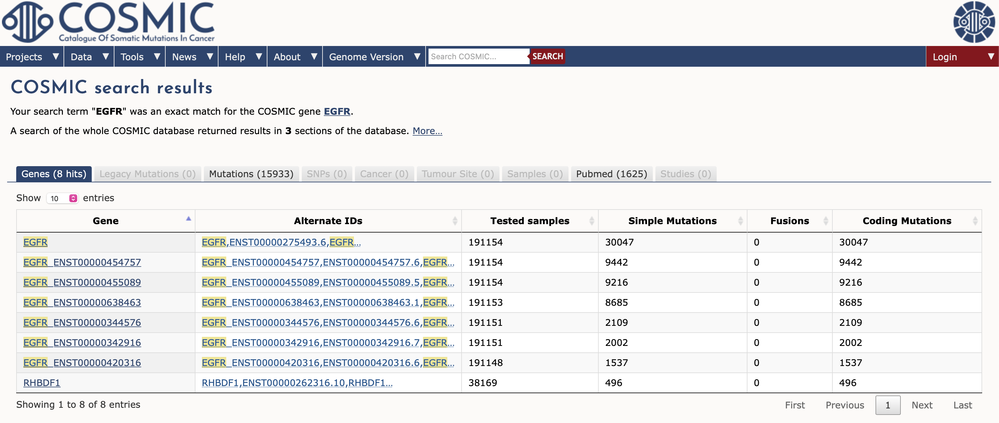 COSMIC
Catalogue Of Somatic Mutations In Cancer
Projects ▼ Data ▼ Tools ▼ News ▼ Help ▼ About ▼ Genome Version ▼ Search COSMIC... SEARCH Login ▼
COSMIC search results
Your search term "EGFR" was an exact match for the COSMIC gene EGFR.
A search of the whole COSMIC database returned results in 3 sections of the database. More...
Genes (8 hits) Legacy Mutations (0) Mutations (15933) SNPs (0) Cancer (0) Tumour Site (0) Samples (0) Pubmed (1625) Studies (0)
Show 10 entries
Gene Alternate IDs Tested samples Simple Mutations Fusions Coding Mutations
EGFR EGFR,ENST00000275493.6,EGFR... 191154 30047 0 30047
EGFR_ENST00000454757 EGFR_ENST00000454757,ENST00000454757.6,EGFR... 191154 9442 0 9442
EGFR_ENST00000455089 EGFR_ENST00000455089,ENST00000455089.5,EGFR... 191154 9216 0 9216
EGFR_ENST00000638463 EGFR_ENST00000638463,ENST00000638463.1,EGFR... 191153 8685 0 8685
EGFR_ENST00000344576 EGFR_ENST00000344576,ENST00000344576.6,EGFR... 191151 2109 0 2109
EGFR_ENST00000342916 EGFR_ENST00000342916,ENST00000342916.7,EGFR... 191151 2002 0 2002
EGFR_ENST00000420316 EGFR_ENST00000420316,ENST00000420316.6,EGFR... 191148 1537 0 1537
RHBDF1 RHBDF1,ENST00000262316.10,RHBDF1... 38169 496 0 496
Showing 1 to 8 of 8 entries First Previous 1 Next Last